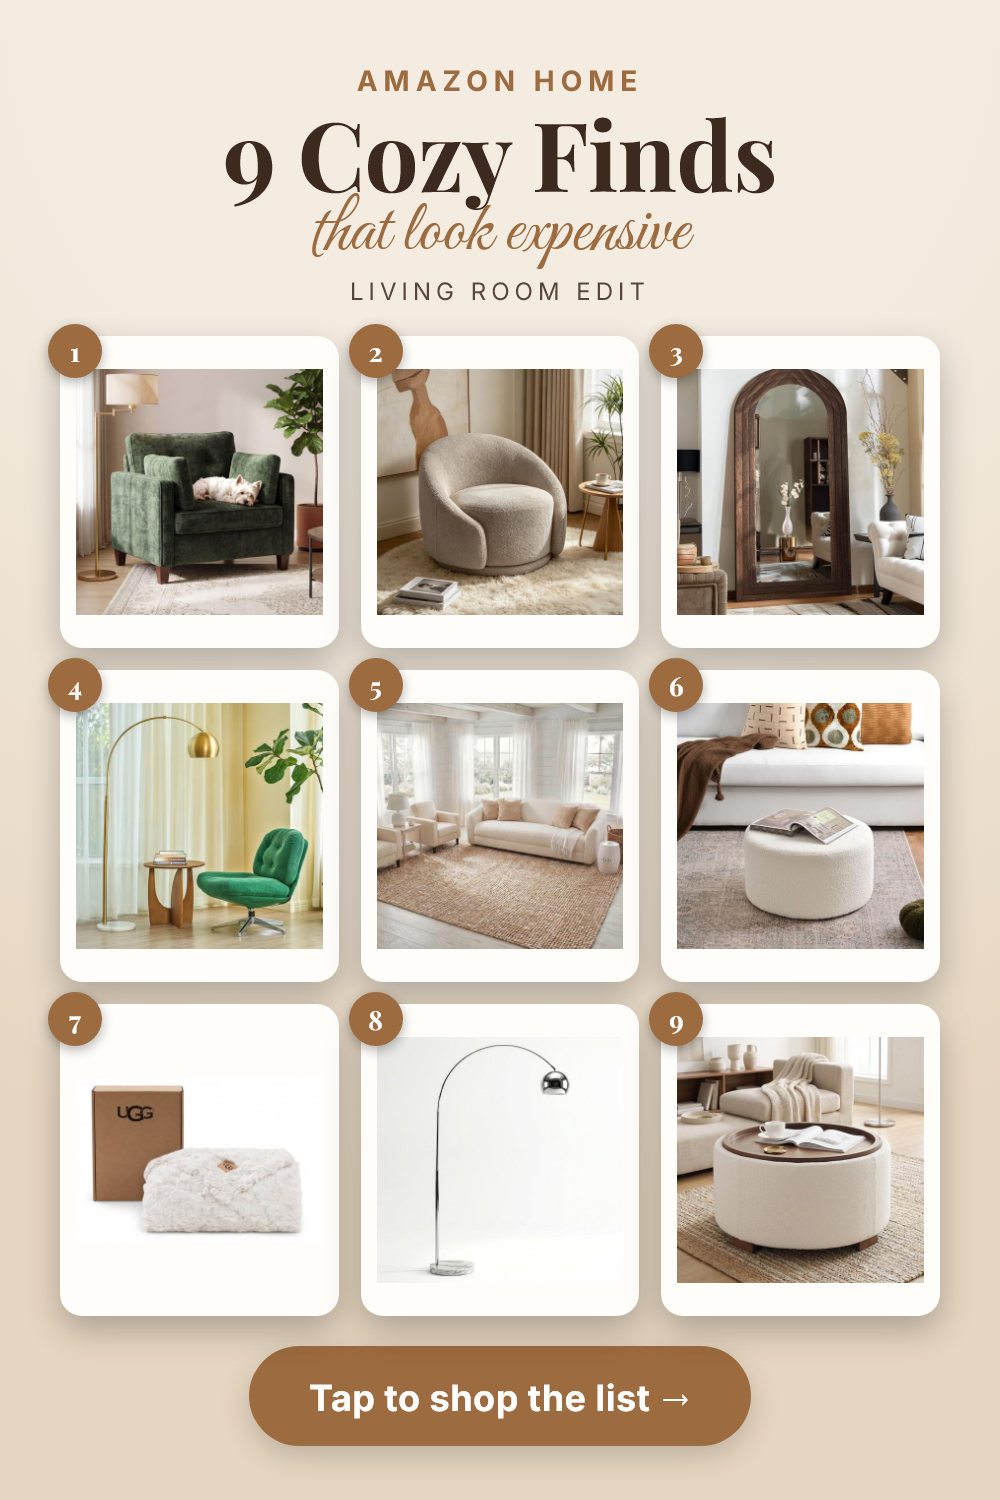 AMAZON HOME
9 Cozy Finds
that look expensive
LIVING ROOM EDIT
1
2
3
4
5
6
7
UGG
8
9
Tap to shop the list →